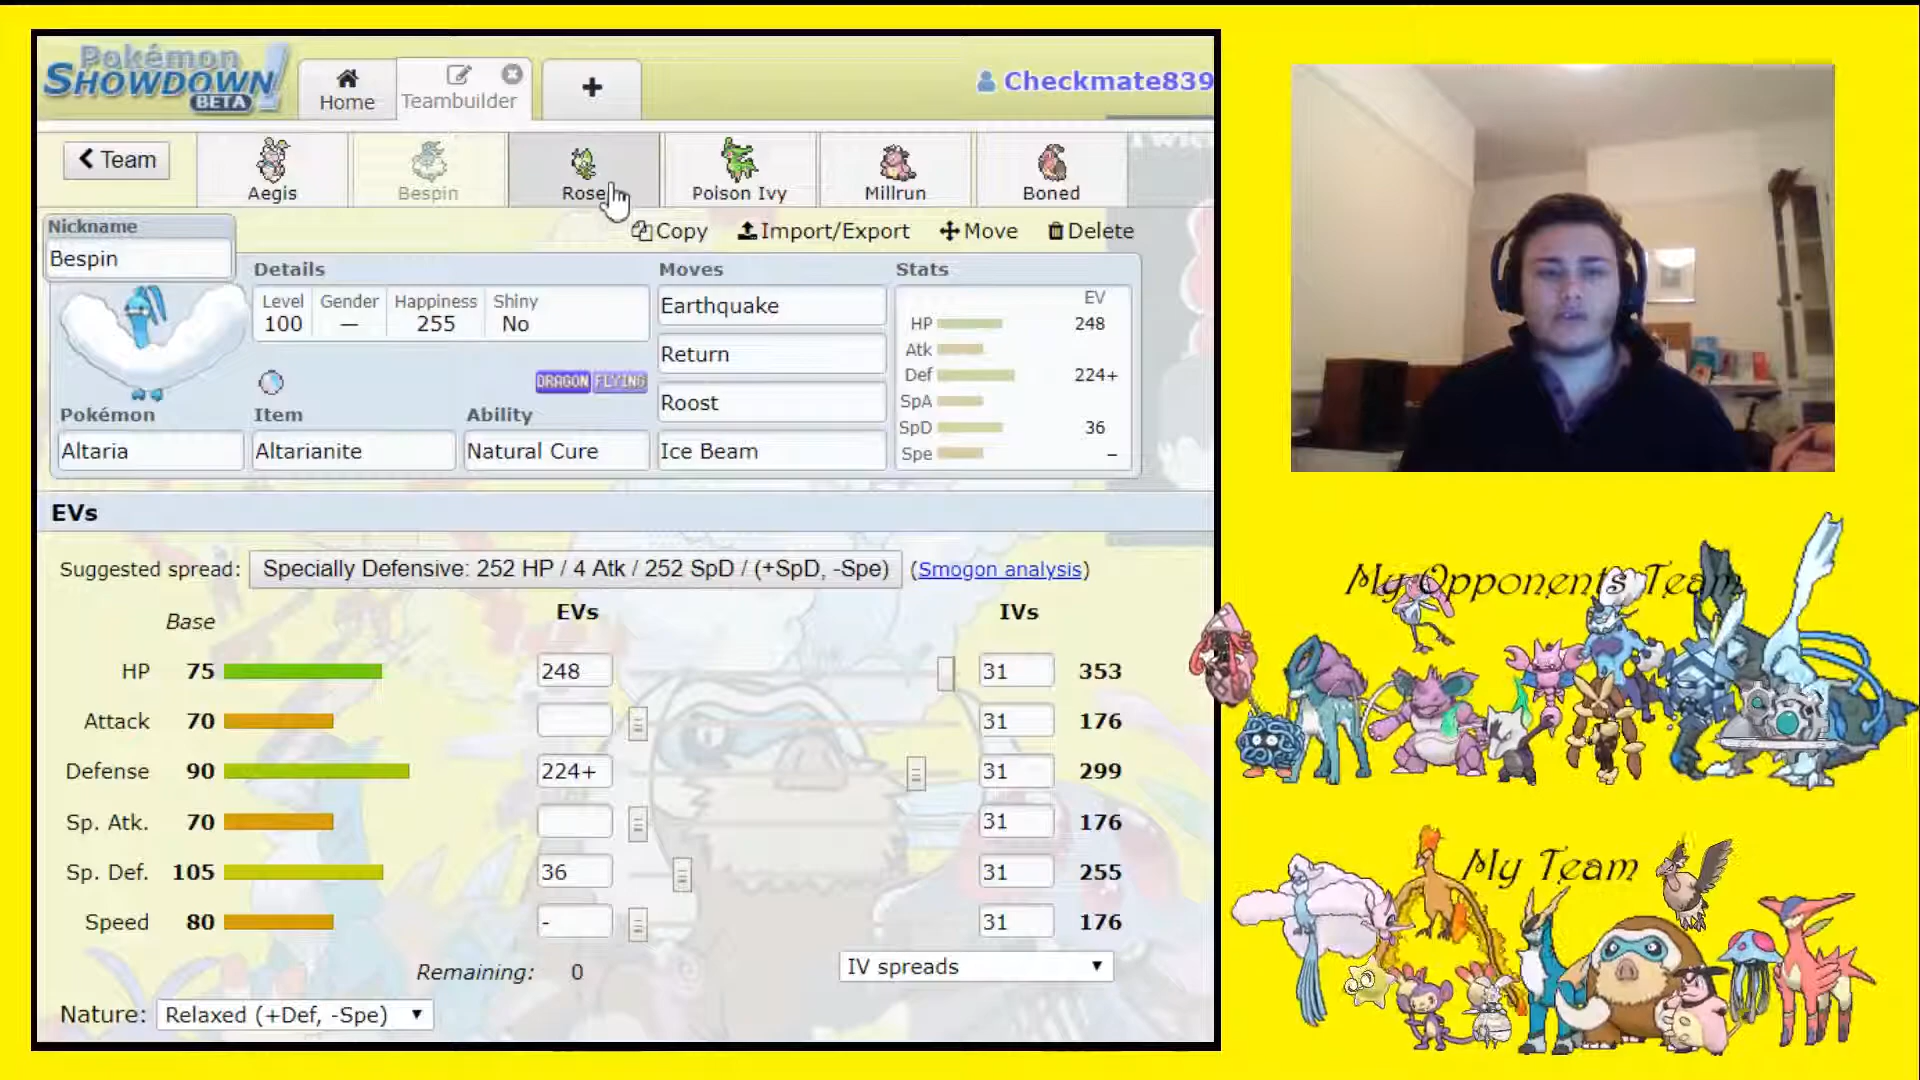 Pokémon
SHOWDOWN!
BETA
Home
Teambuilder
+
Checkmate839
Team
Aegis
Bespin
Rose
Poison Ivy
Millrun
Boned
Nickname
Bespin
Copy
Import/Export
Move
Delete
Details
Moves
Stats
Level
Gender
Happiness
Shiny
100
—
255
No
Earthquake
Return
Roost
Ice Beam
EV
HP 248
Atk
Def 224+
SpA
SpD 36
Spe –
DRAGON FLYING
Pokémon
Item
Ability
Altaria
Altarianite
Natural Cure
EVs
Suggested spread: Specially Defensive: 252 HP / 4 Atk / 252 SpD / (+SpD, -Spe) (Smogon analysis)
Base EVs IVs
HP 75 248 31 353
Attack 70 31 176
Defense 90 224+ 31 299
Sp. Atk. 70 31 176
Sp. Def. 105 36 31 255
Speed 80 - 31 176
Remaining: 0
IV spreads
Nature: Relaxed (+Def, -Spe)
My Opponents Team
My Team